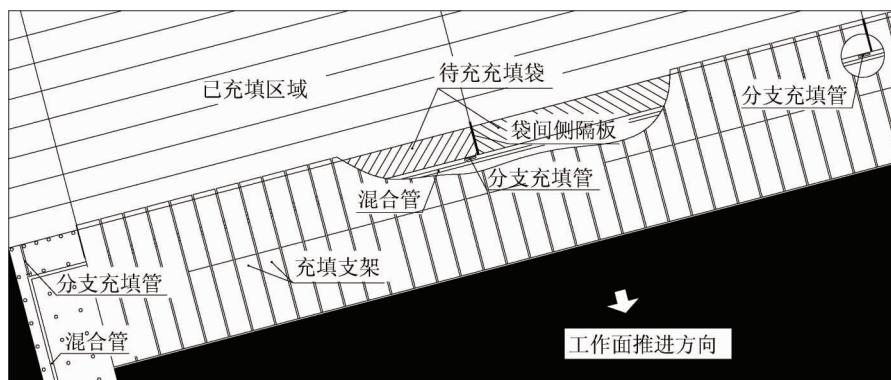 待充充填袋
已充填区域
分支充填管
袋间侧隔板
分支充填管
混合管
充填支架
分支充填管
混合管
工作面推进方向